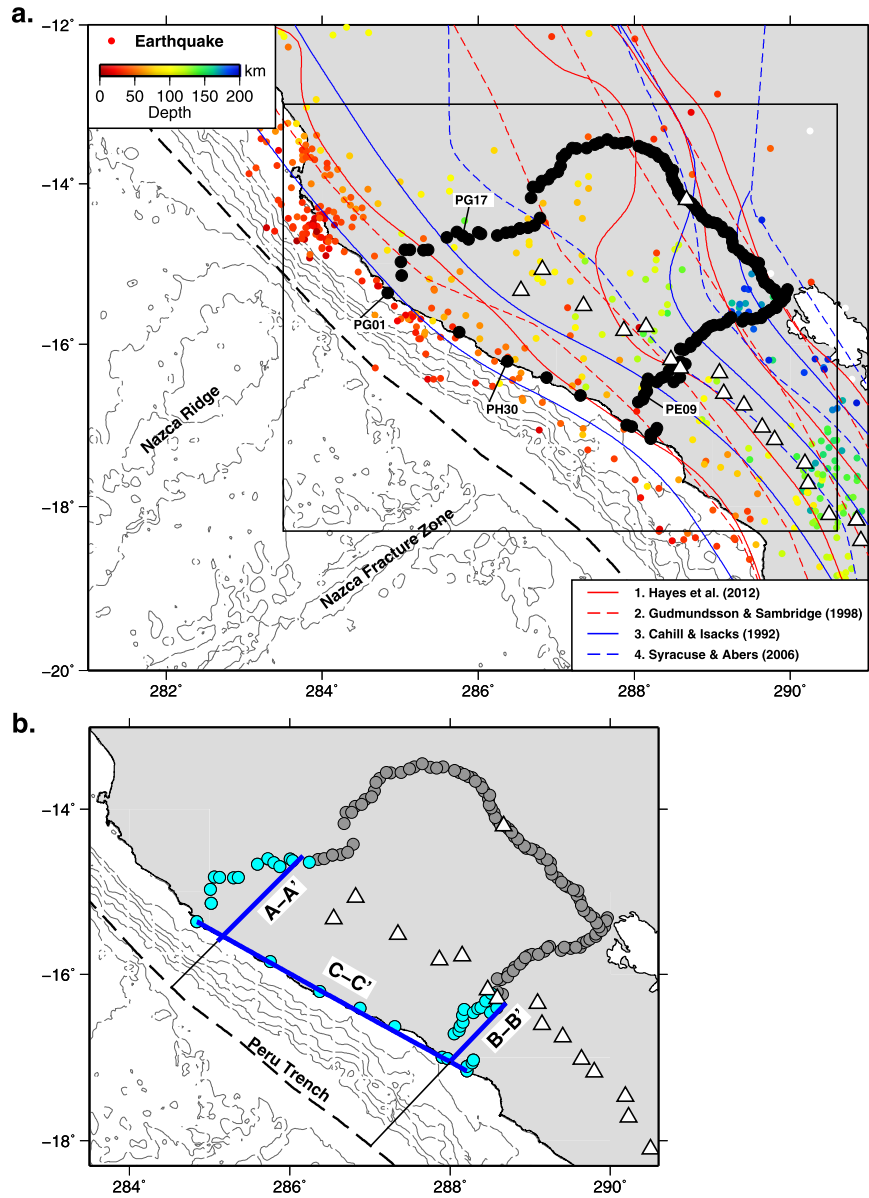 a.
−12˚
−14˚
−16˚
−18˚
−20˚
282˚
284˚
286˚
288˚
290˚
Earthquake
km
0 50 100 150 200
Depth
PG17
PG01
PH30
PE09
Nazca Ridge
Nazca Fracture Zone
1. Hayes et al. (2012)
2. Gudmundsson & Sambridge (1998)
3. Cahill & Isacks (1992)
4. Syracuse & Abers (2006)
b.
−14˚
−16˚
−18˚
284˚
286˚
288˚
290˚
A−A’
C−C’
B−B’
Peru Trench